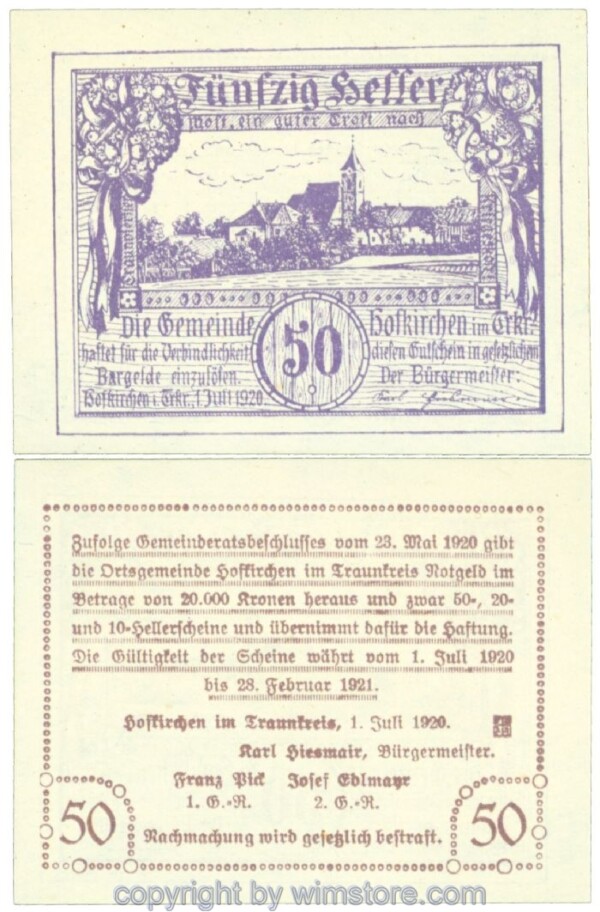 Fünfzig Heller
Most, ein guter Trost nach
Die Gemeinde 50 Hofkirchen im Trkr.
haftet für die Verbindlichkeit diesen Gutschein in gesetzlichem
Bargelde einzulösen. Der Bürgermeister:
Hofkirchen i. Trkr., 1 Juli 1920 Karl
Zufolge Gemeinderatsbeschlusses vom 23. Mai 1920 gibt
die Ortsgemeinde Hofkirchen im Traunkreis Notgeld im
Betrage von 20.000 Kronen heraus und zwar 50-, 20-
und 10-Hellerscheine und übernimmt dafür die Haftung.
Die Gültigkeit der Scheine währt vom 1. Juli 1920
bis 28. Februar 1921.
Hofkirchen im Traunkreis, 1. Juli 1920.
Karl Hiesmair, Bürgermeister.
Franz Pick Josef Edlmayr
1. G.-R. 2. G.-R.
50 Nachmachung wird gesetzlich bestraft. 50
copyright by wimstore.com